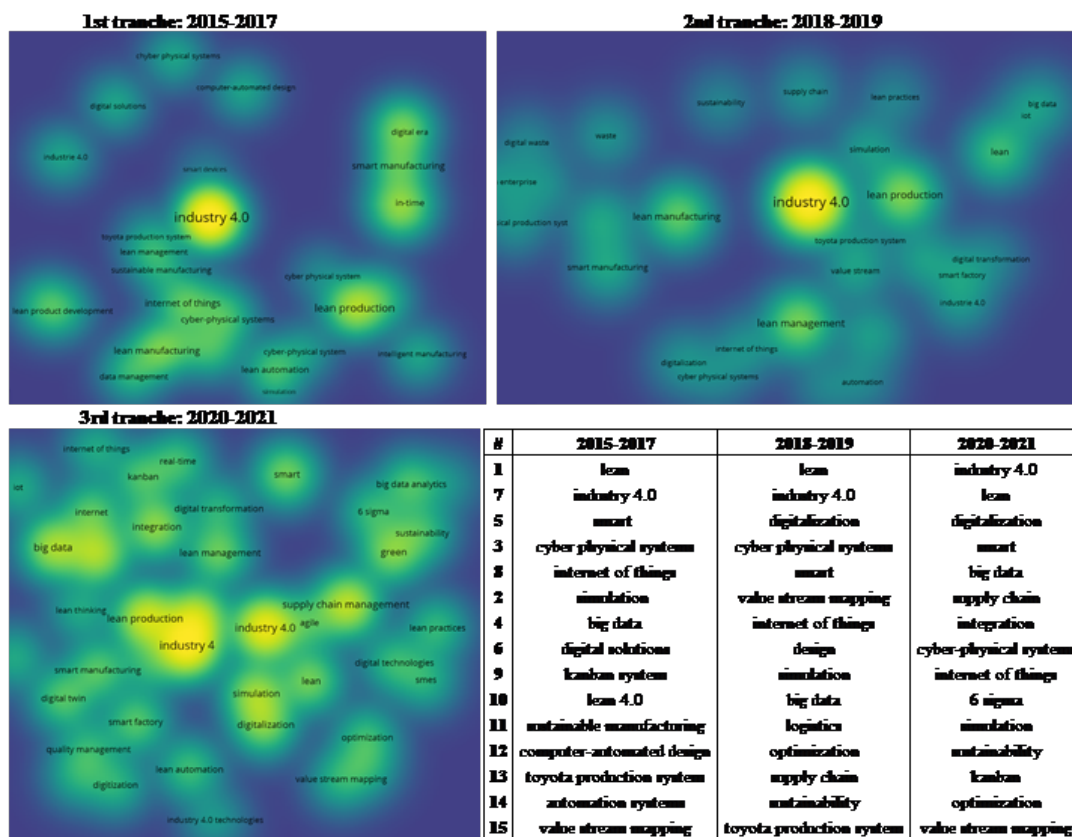 1st tranche: 2015-2017
chyber physical systems
computer-automated design
digital solutions
digital era
industrie 4.0
smart manufacturing
smart devices
in-time
industry 4.0
toyota production system
lean management
sustainable manufacturing
cyber physical system
internet of things
lean product development
lean production
cyber-physical systems
lean manufacturing
cyber-physical system
intelligent manufacturing
lean automation
data management
simulation
2nd tranche: 2018-2019
supply chain
lean practices
sustainability
big data
iot
waste
digital waste
simulation
lean
enterprise
industry 4.0
lean production
lean manufacturing
ical production syst
toyota production system
digital transformation
smart manufacturing
value stream
smart factory
industrie 4.0
lean management
internet of things
digitalization
cyber physical systems
automation
3rd tranche: 2020-2021
internet of things
real-time
smart
kanban
iot
big data analytics
internet
digital transformation
6 sigma
integration
sustainability
big data
lean management
green
lean thinking
lean production
supply chain management
industry 4.0
agile
lean practices
industry 4
smart manufacturing
digital technologies
lean
smes
digital twin
simulation
smart factory
digitalization
optimization
quality management
lean automation
digitization
value stream mapping
industry 4.0 technologies
# 2015-2017 2018-2019 2020-2021
1 lean lean industry 4.0
7 industry 4.0 industry 4.0 lean
5 smart digitalization digitalization
3 cyber physical systems cyber physical systems smart
8 internet of things smart big data
2 simulation value stream mapping supply chain
4 big data internet of things integration
6 digital solutions design cyber-physical systems
9 kanban system simulation internet of things
10 lean 4.0 big data 6 sigma
11 sustainable manufacturing logistics simulation
12 computer-automated design optimization sustainability
13 toyota production system supply chain kanban
14 automation systems sustainability optimization
15 value stream mapping toyota production system value stream mapping